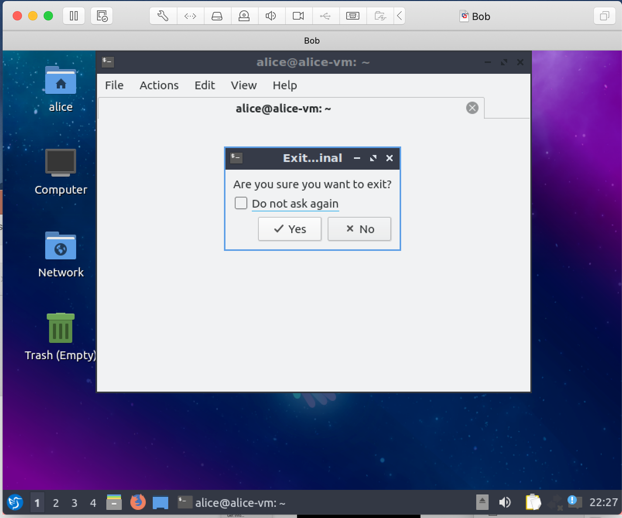 Bob
Bob
alice@alice-vm: ~
File Actions Edit View Help
alice@alice-vm: ~
alice
Computer
Network
Trash (Empty)
Exit...inal
Are you sure you want to exit?
Do not ask again
Yes No
1 2 3 4 alice@alice-vm: ~ 22:27